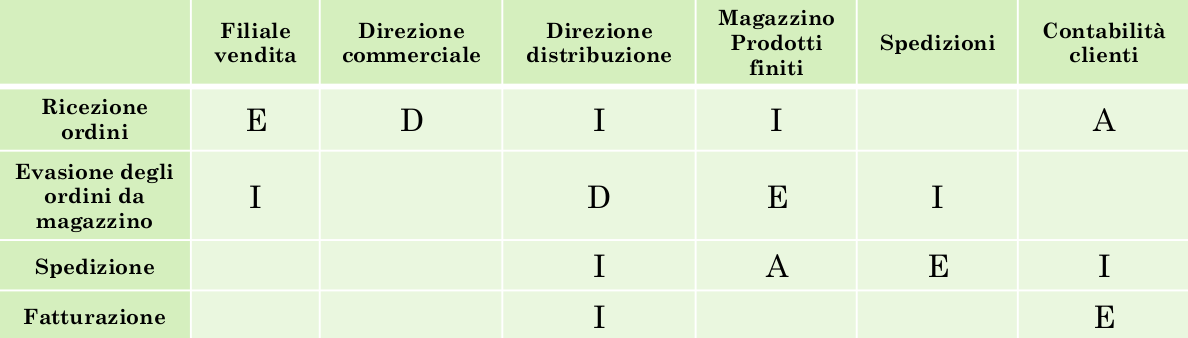 Filiale vendita | Direzione commerciale | Direzione distribuzione | Magazzino Prodotti finiti | Spedizioni | Contabilità clienti
Ricezione ordini | E | D | I | I | | A
Evasione degli ordini da magazzino | I | | D | E | I |
Spedizione | | | I | A | E | I
Fatturazione | | | I | | | E